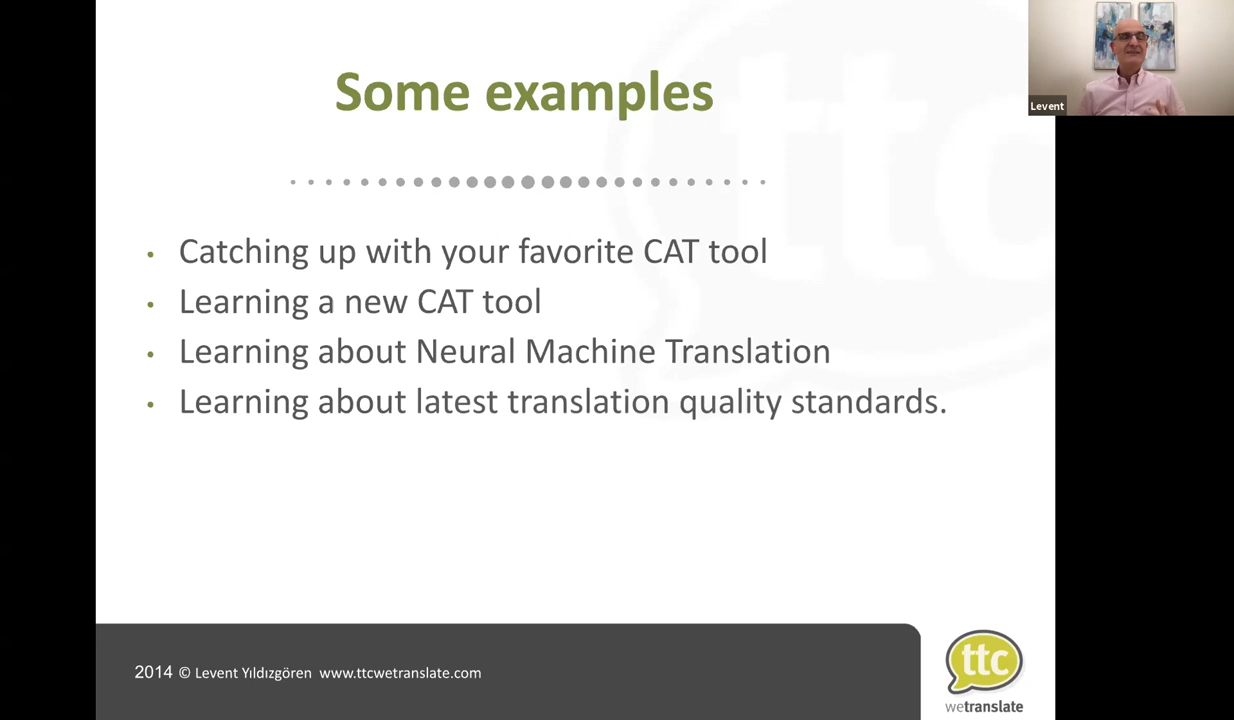 Some examples
Levent
• Catching up with your favorite CAT tool
• Learning a new CAT tool
• Learning about Neural Machine Translation
• Learning about latest translation quality standards.
2014 © Levent Yıldızgören www.ttcwetranslate.com
ttc
wetranslate